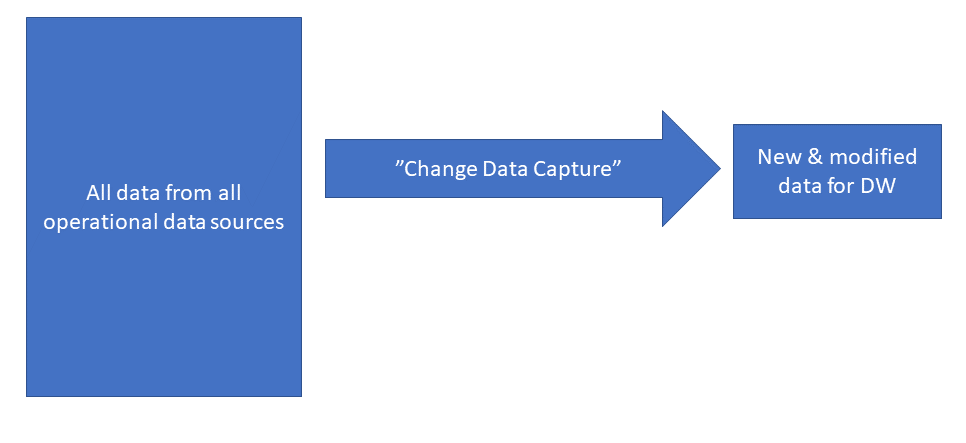 All data from all
operational data sources
”Change Data Capture”
New & modified
data for DW